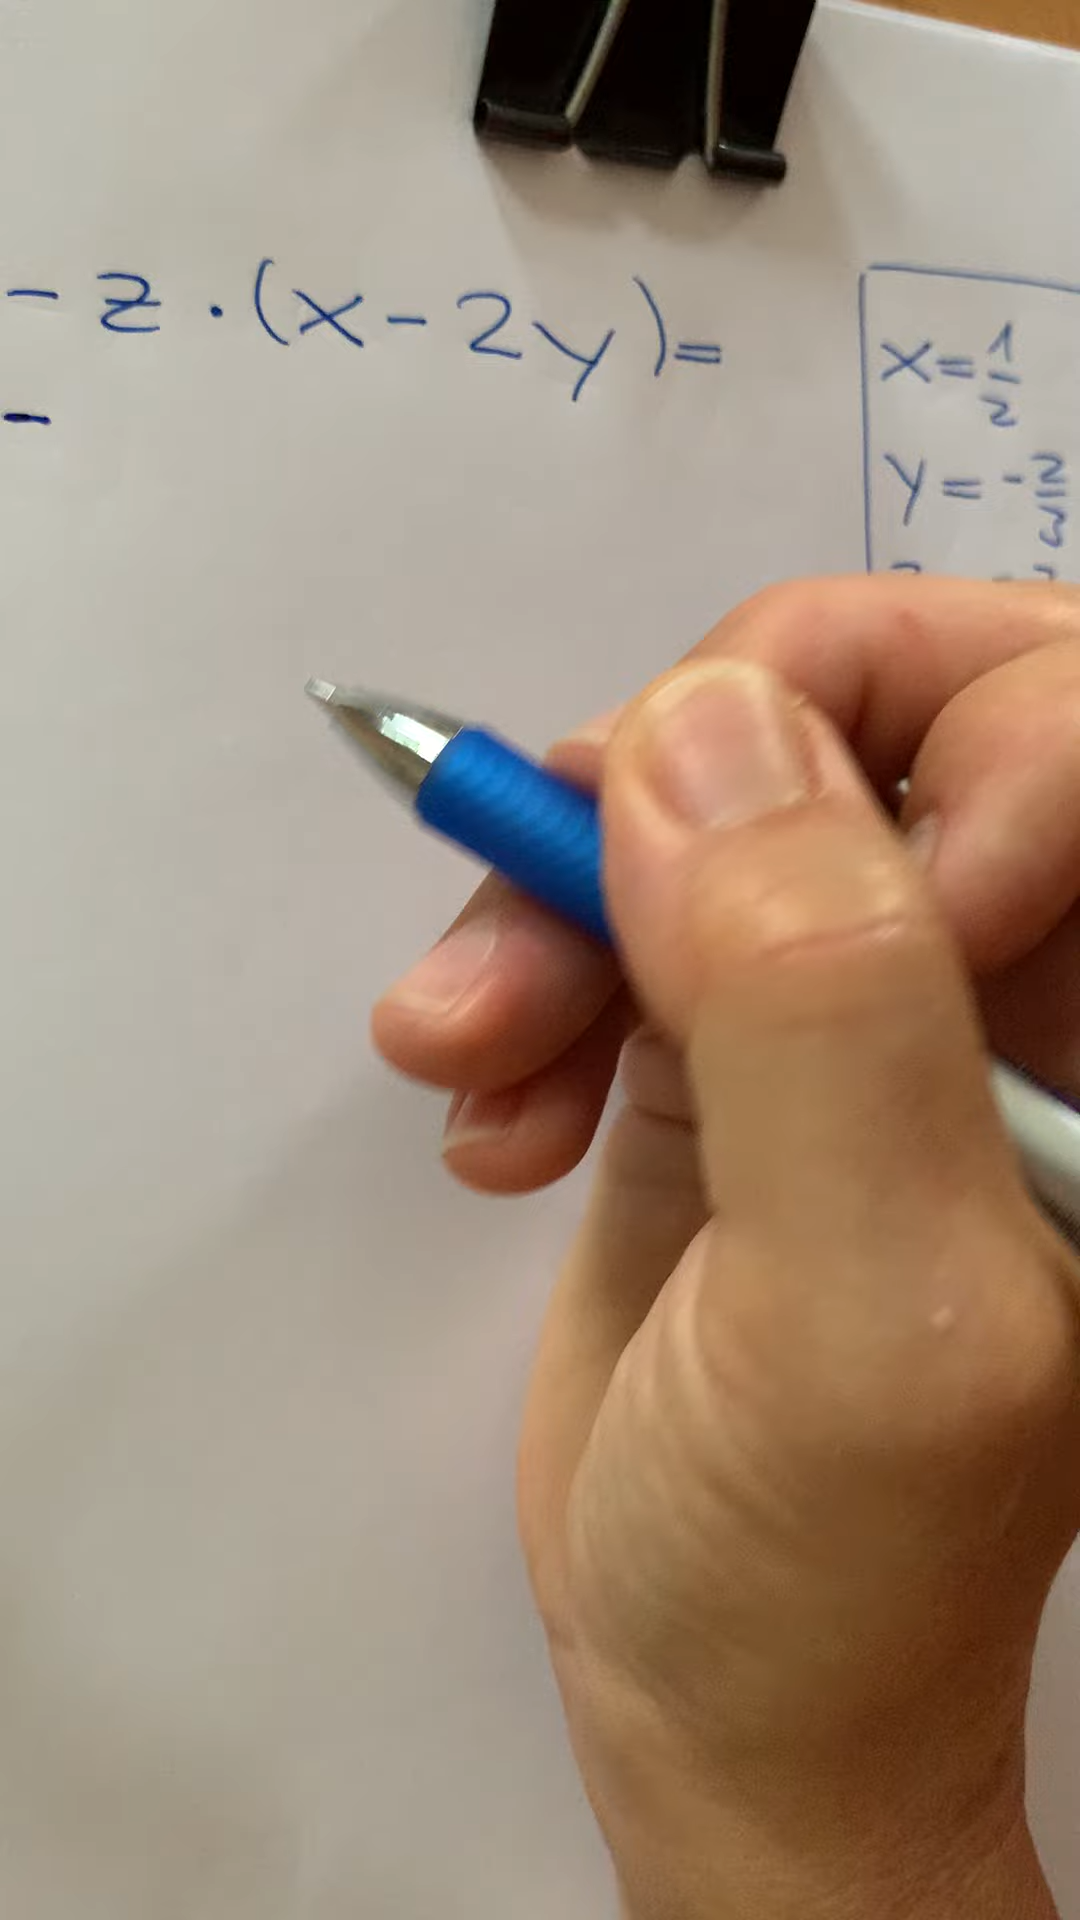 - z · (x - 2y) =
-
x = 1/2
y = - 2/3